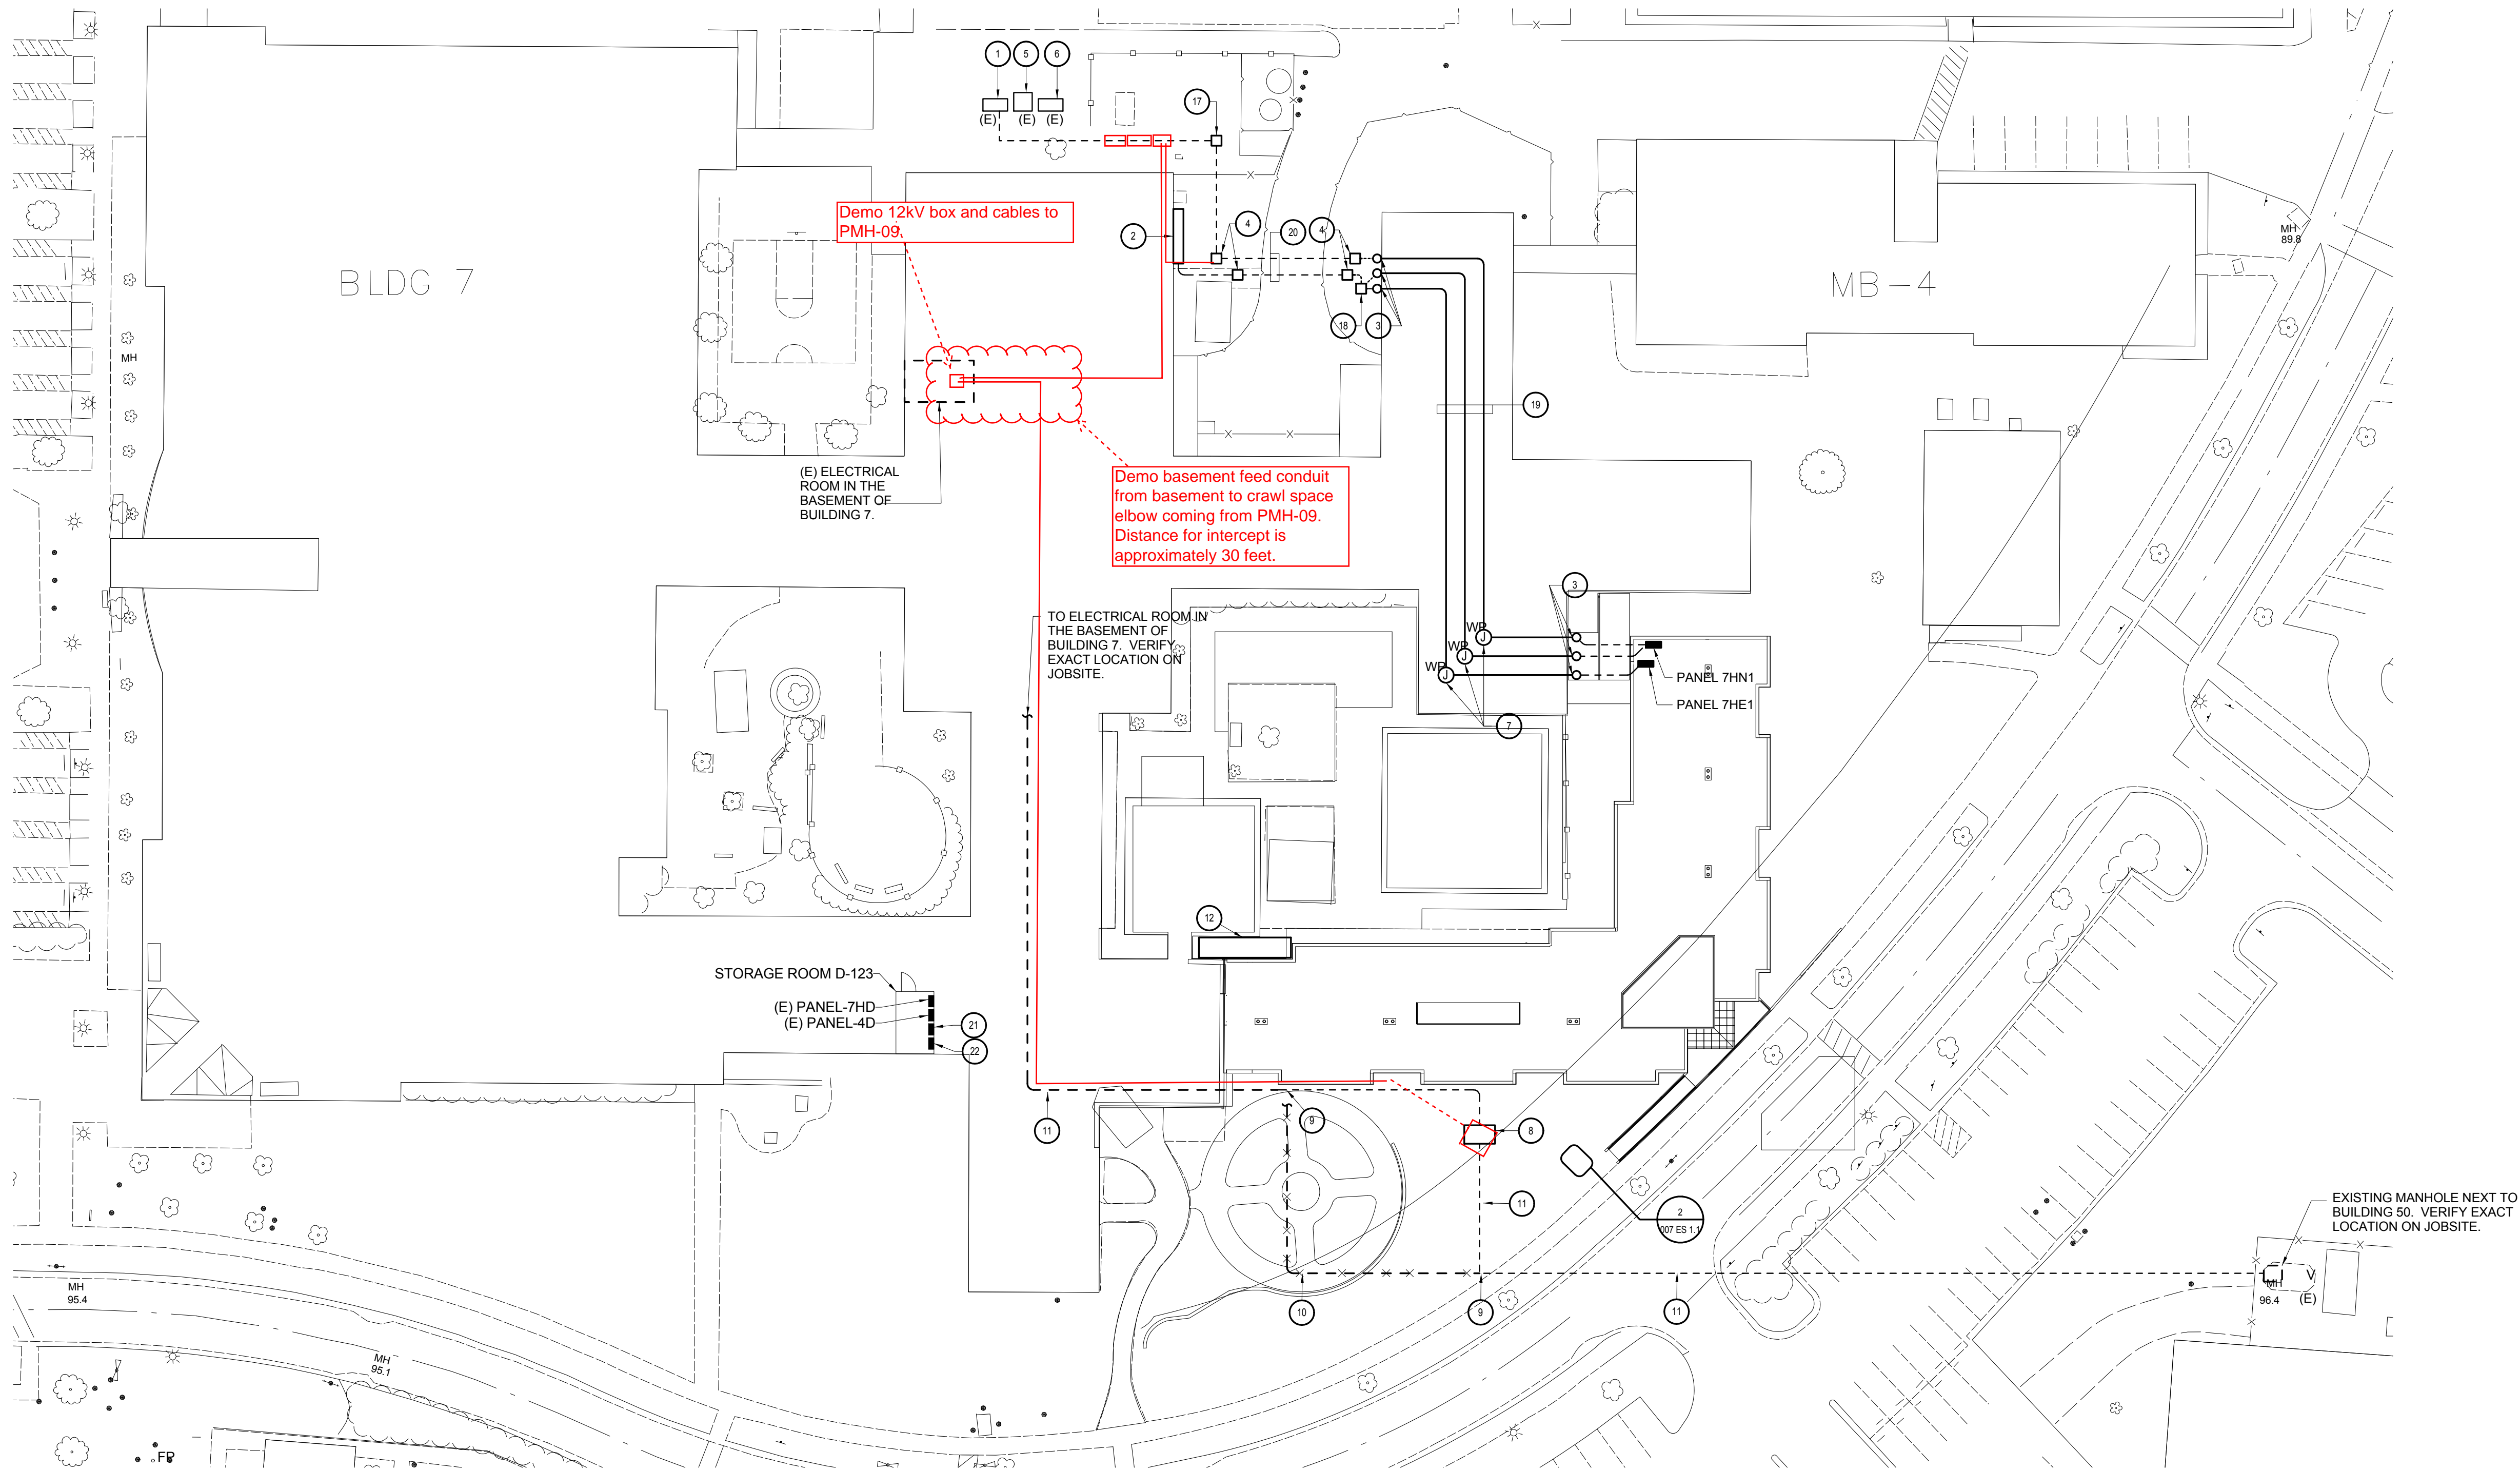 1
5
6
(E)
(E)
(E)
17
Demo 12kV box and cables to
PMH-09.
2
4
20
4
MH
89.8
BLDG 7
MB-4
18
3
MH
19
(E) ELECTRICAL
ROOM IN THE
BASEMENT OF
BUILDING 7.
Demo basement feed conduit
from basement to crawl space
elbow coming from PMH-09.
Distance for intercept is
approximately 30 feet.
3
TO ELECTRICAL ROOM IN
THE BASEMENT OF
BUILDING 7. VERIFY
EXACT LOCATION ON
JOBSITE.
WP
J
WP
J
WP
J
PANEL 7HN1
PANEL 7HE1
7
12
STORAGE ROOM D-123
(E) PANEL-7HD
(E) PANEL-4D
21
22
11
9
8
11
2
007 ES 1.1
EXISTING MANHOLE NEXT TO
BUILDING 50. VERIFY EXACT
LOCATION ON JOBSITE.
MH
95.4
10
9
11
MH
V
96.4
(E)
MH
95.1
FP